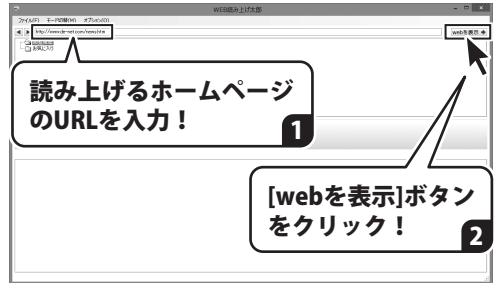 WEB読み上げ太郎
ファイル(F) モード切替(M) オプション(O)
http://www.de-net.com/news.htm
webを表示
お気に入り
読み上げるホームページ
のURLを入力！
1
[webを表示]ボタン
をクリック！
2